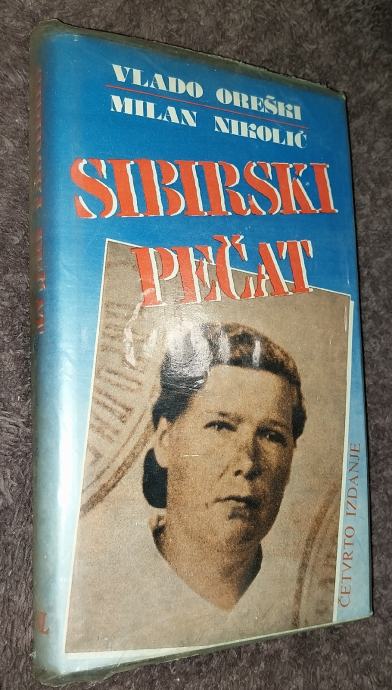 VLADO OREŠKI
MILAN NIKOLIĆ
SIBIRSKI
PEČAT
ČETVRTO IZDANJE